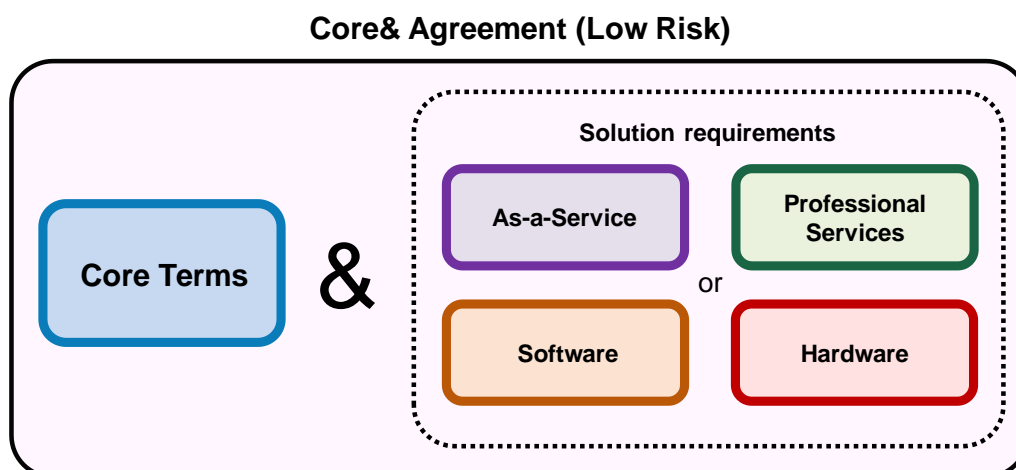 Core& Agreement (Low Risk)
Solution requirements
Core Terms
&
As-a-Service
Professional
Services
or
Software
Hardware